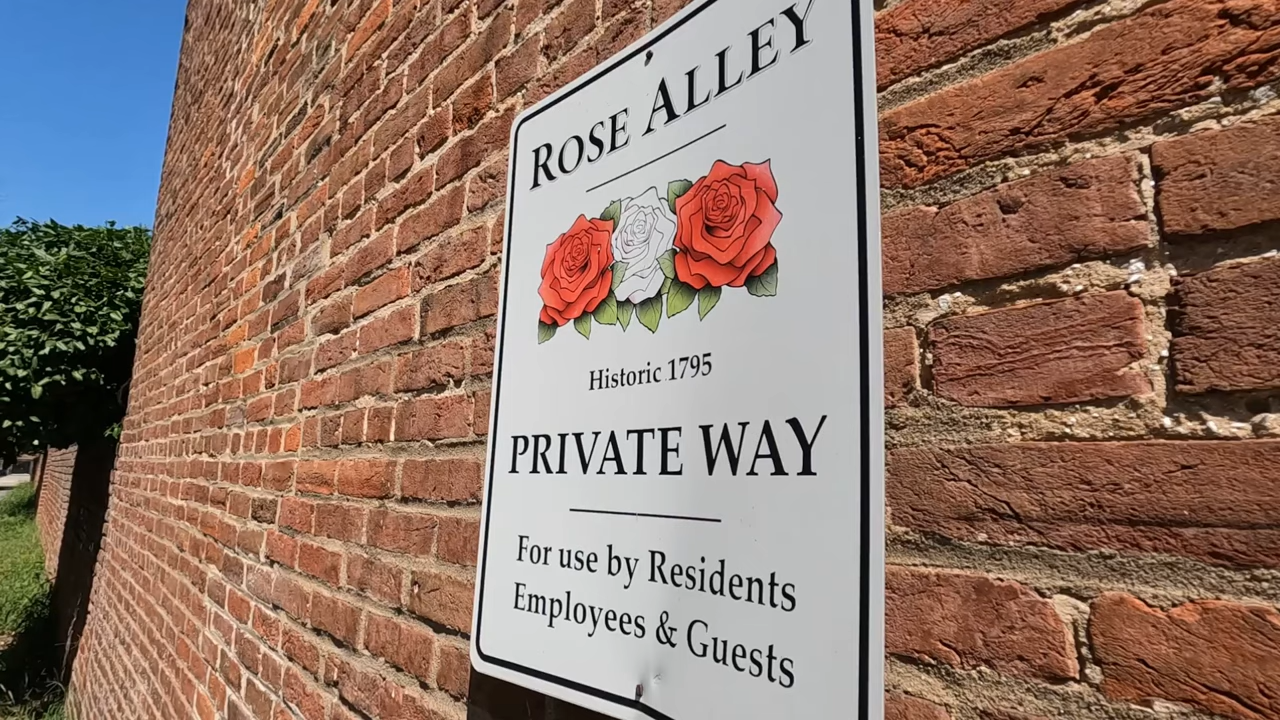 ROSE ALLEY
Historic 1795
PRIVATE WAY
For use by Residents
Employees & Guests